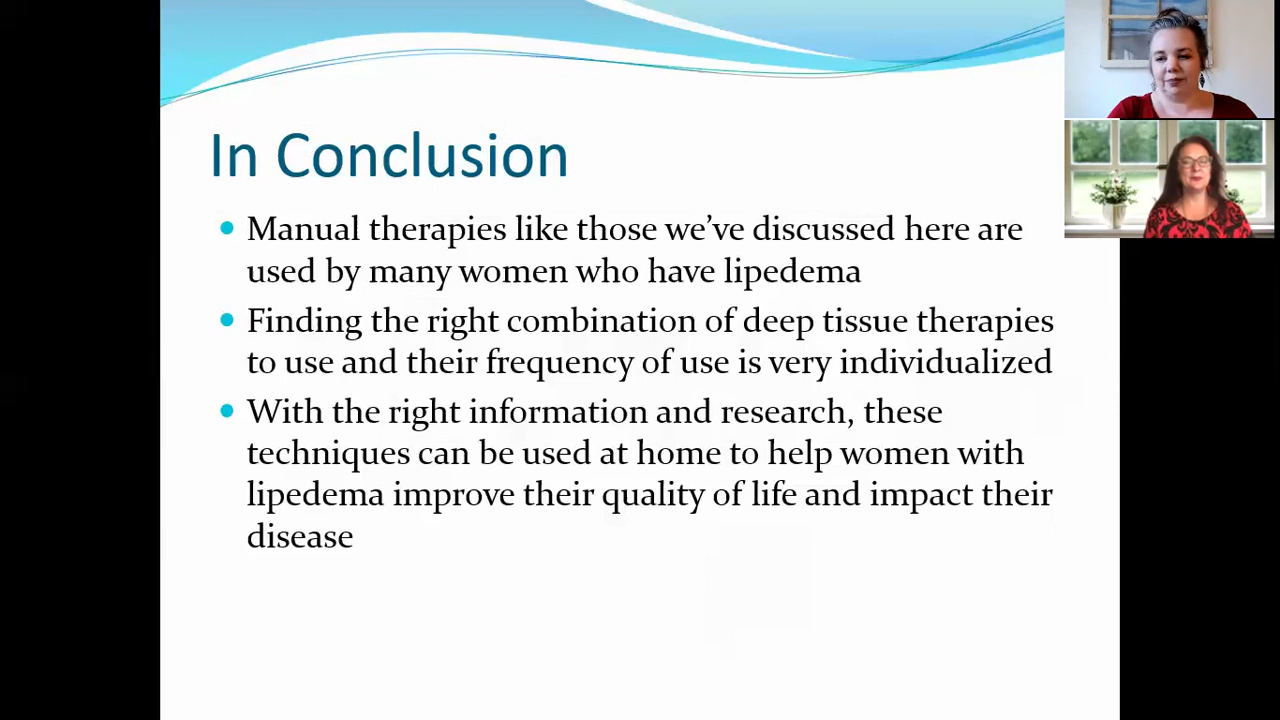 In Conclusion
Manual therapies like those we’ve discussed here are
used by many women who have lipedema
Finding the right combination of deep tissue therapies
to use and their frequency of use is very individualized
With the right information and research, these
techniques can be used at home to help women with
lipedema improve their quality of life and impact their
disease